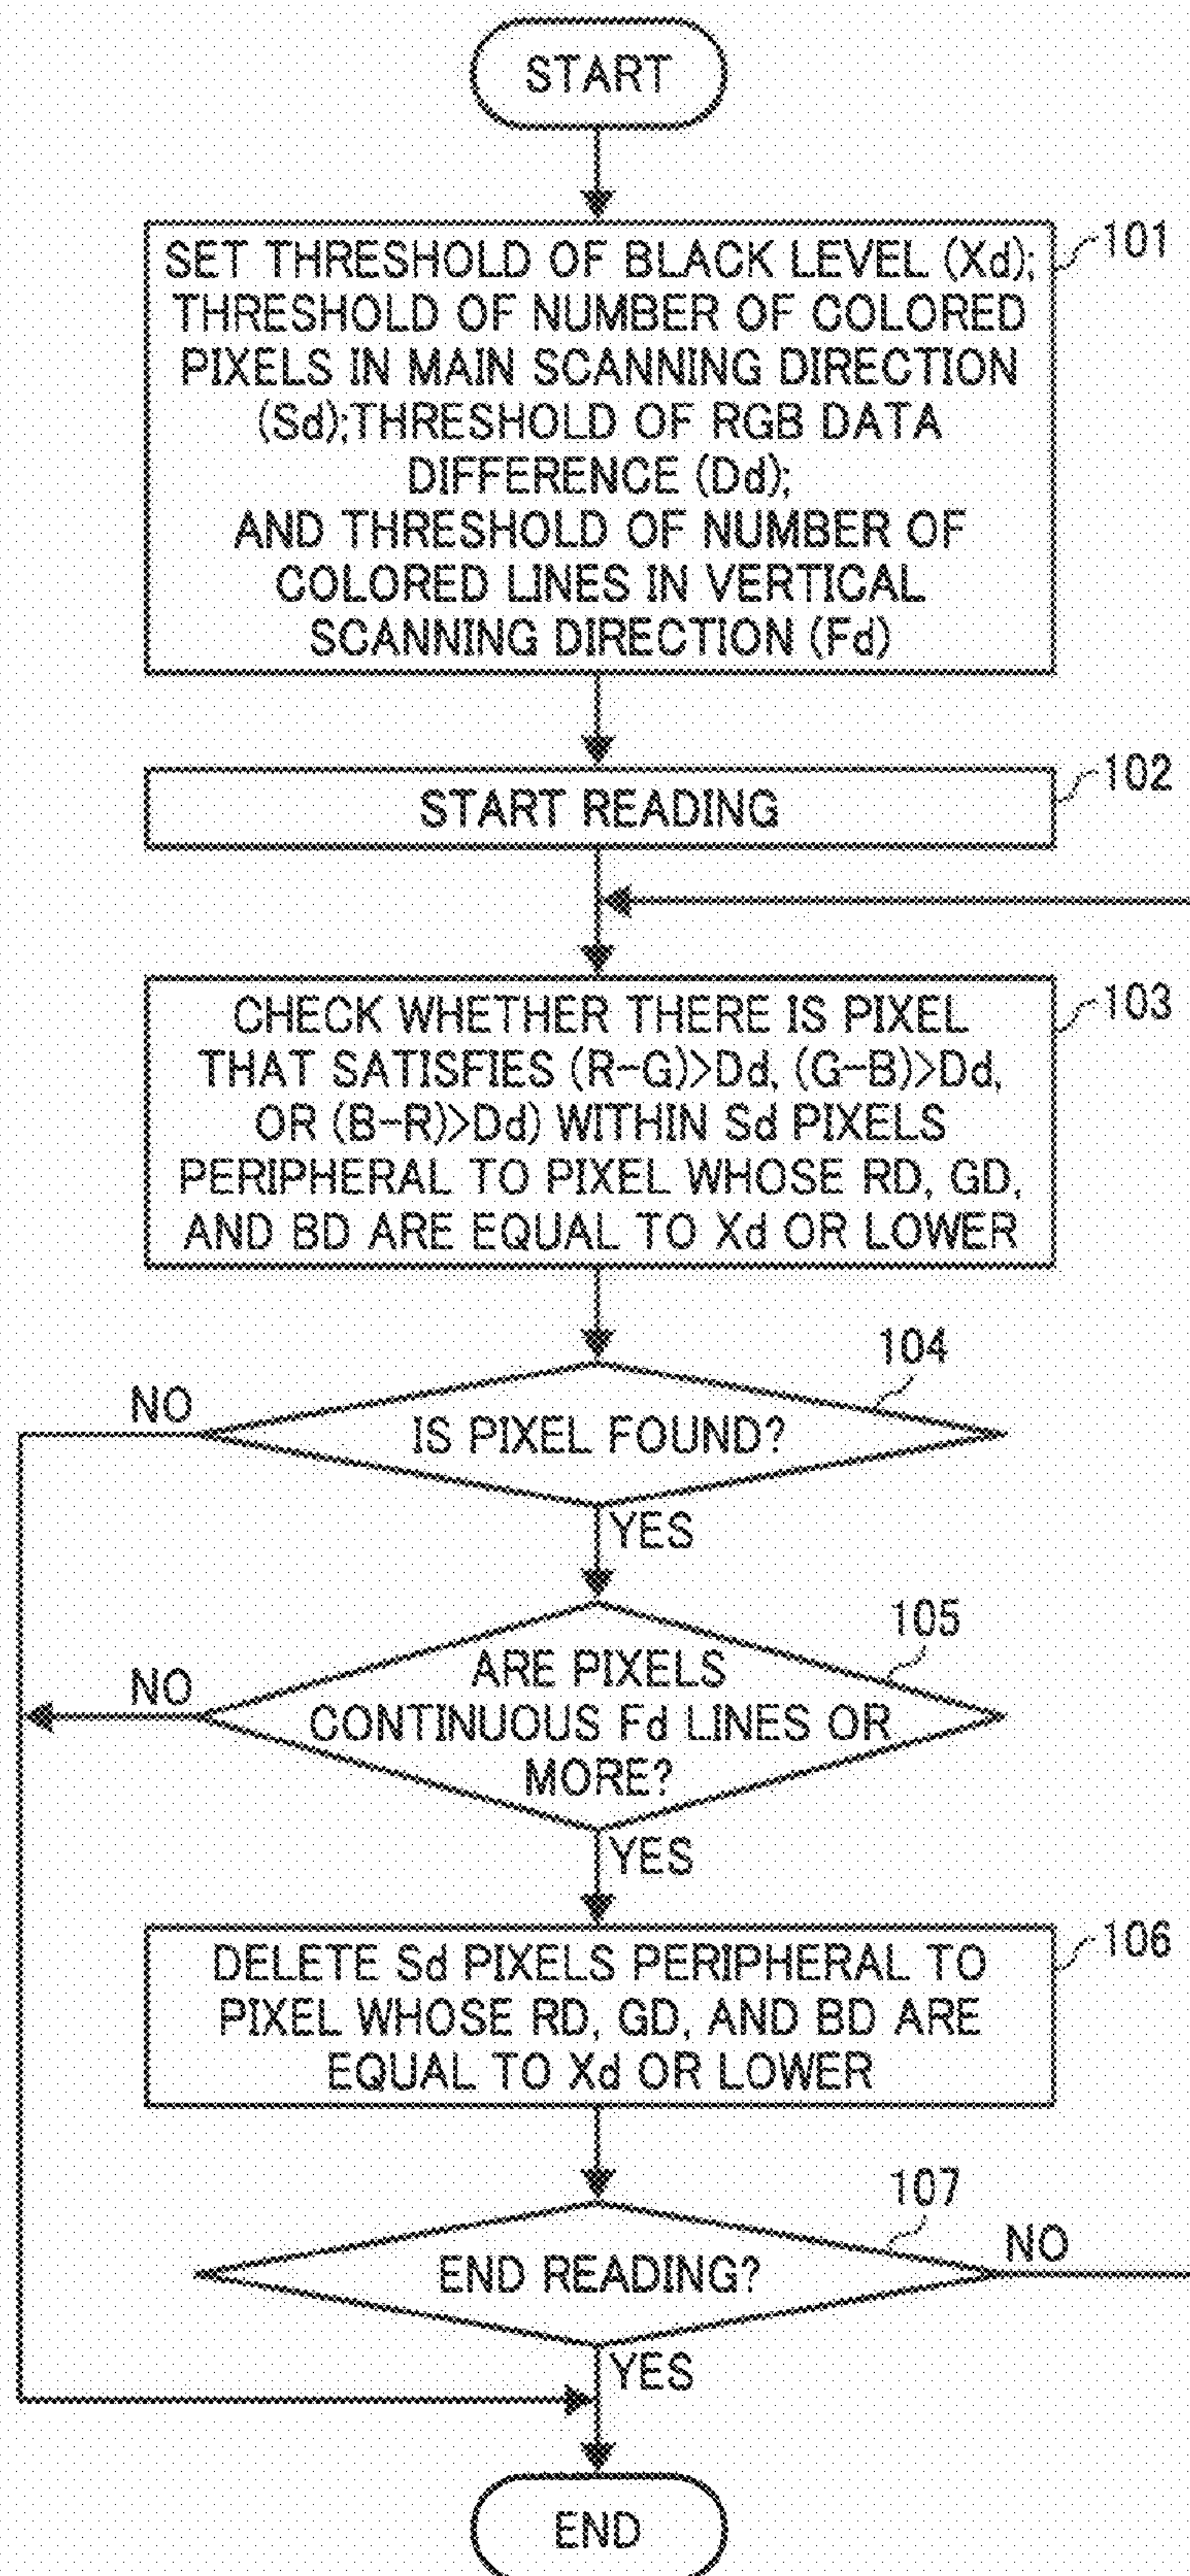 START
SET THRESHOLD OF BLACK LEVEL (Xd);
THRESHOLD OF NUMBER OF COLORED
PIXELS IN MAIN SCANNING DIRECTION
(Sd);THRESHOLD OF RGB DATA
DIFFERENCE (Dd);
AND THRESHOLD OF NUMBER OF
COLORED LINES IN VERTICAL
SCANNING DIRECTION (Fd)
101
START READING
102
CHECK WHETHER THERE IS PIXEL
THAT SATISFIES (R-G)>Dd, (G-B)>Dd,
OR (B-R)>Dd) WITHIN Sd PIXELS
PERIPHERAL TO PIXEL WHOSE RD, GD,
AND BD ARE EQUAL TO Xd OR LOWER
103
104
NO
IS PIXEL FOUND?
YES
105
NO
ARE PIXELS
CONTINUOUS Fd LINES OR
MORE?
YES
DELETE Sd PIXELS PERIPHERAL TO
PIXEL WHOSE RD, GD, AND BD ARE
EQUAL TO Xd OR LOWER
106
107
END READING?
NO
YES
END